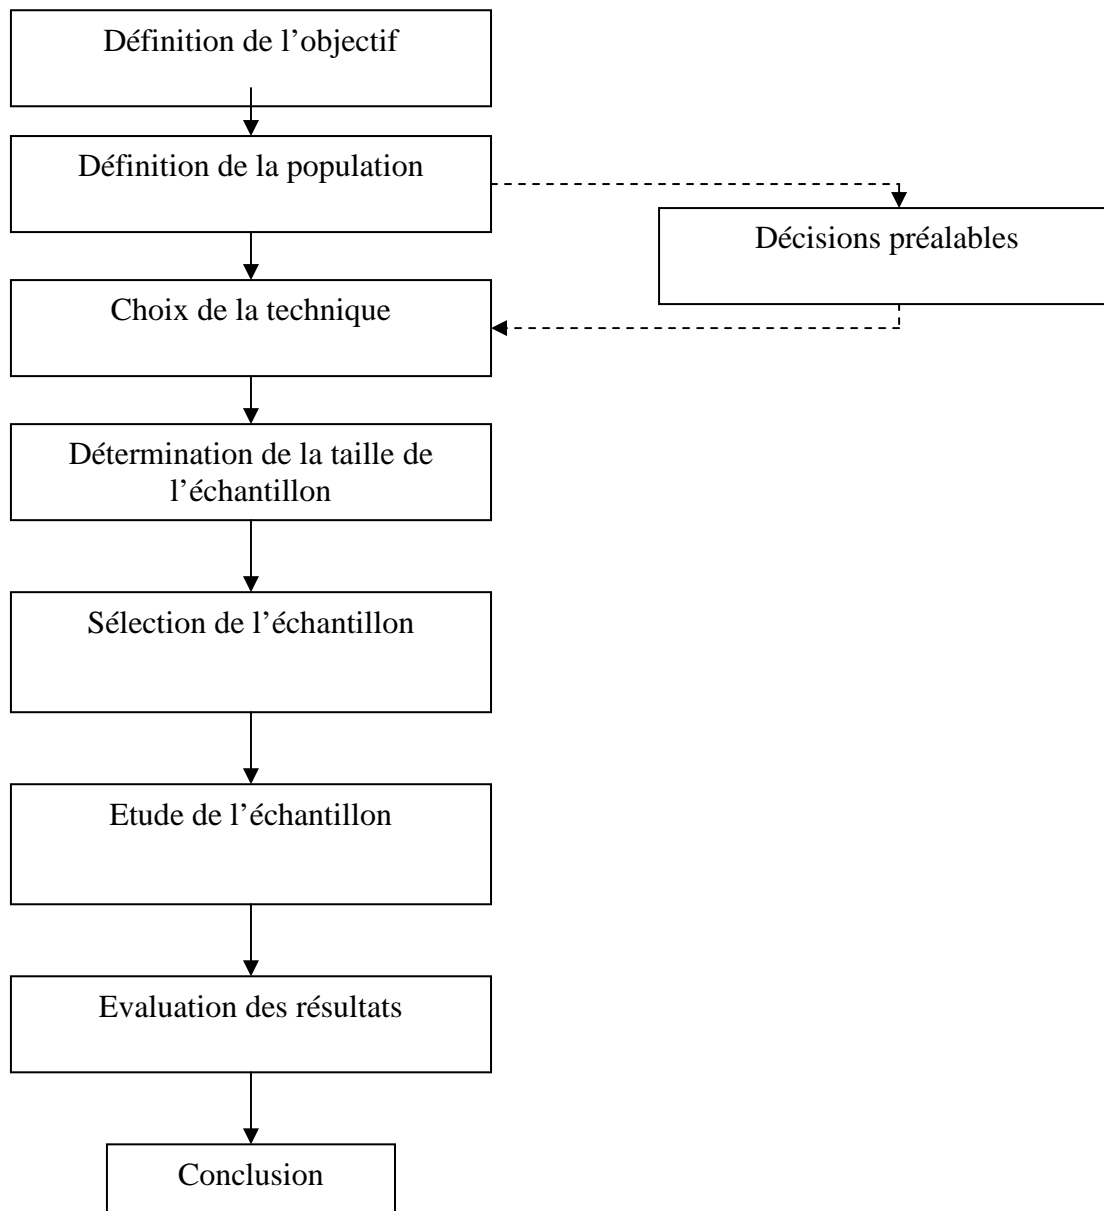 Définition de l’objectif
Définition de la population
Décisions préalables
Choix de la technique
Détermination de la taille de
l’échantillon
Sélection de l’échantillon
Etude de l’échantillon
Evaluation des résultats
Conclusion